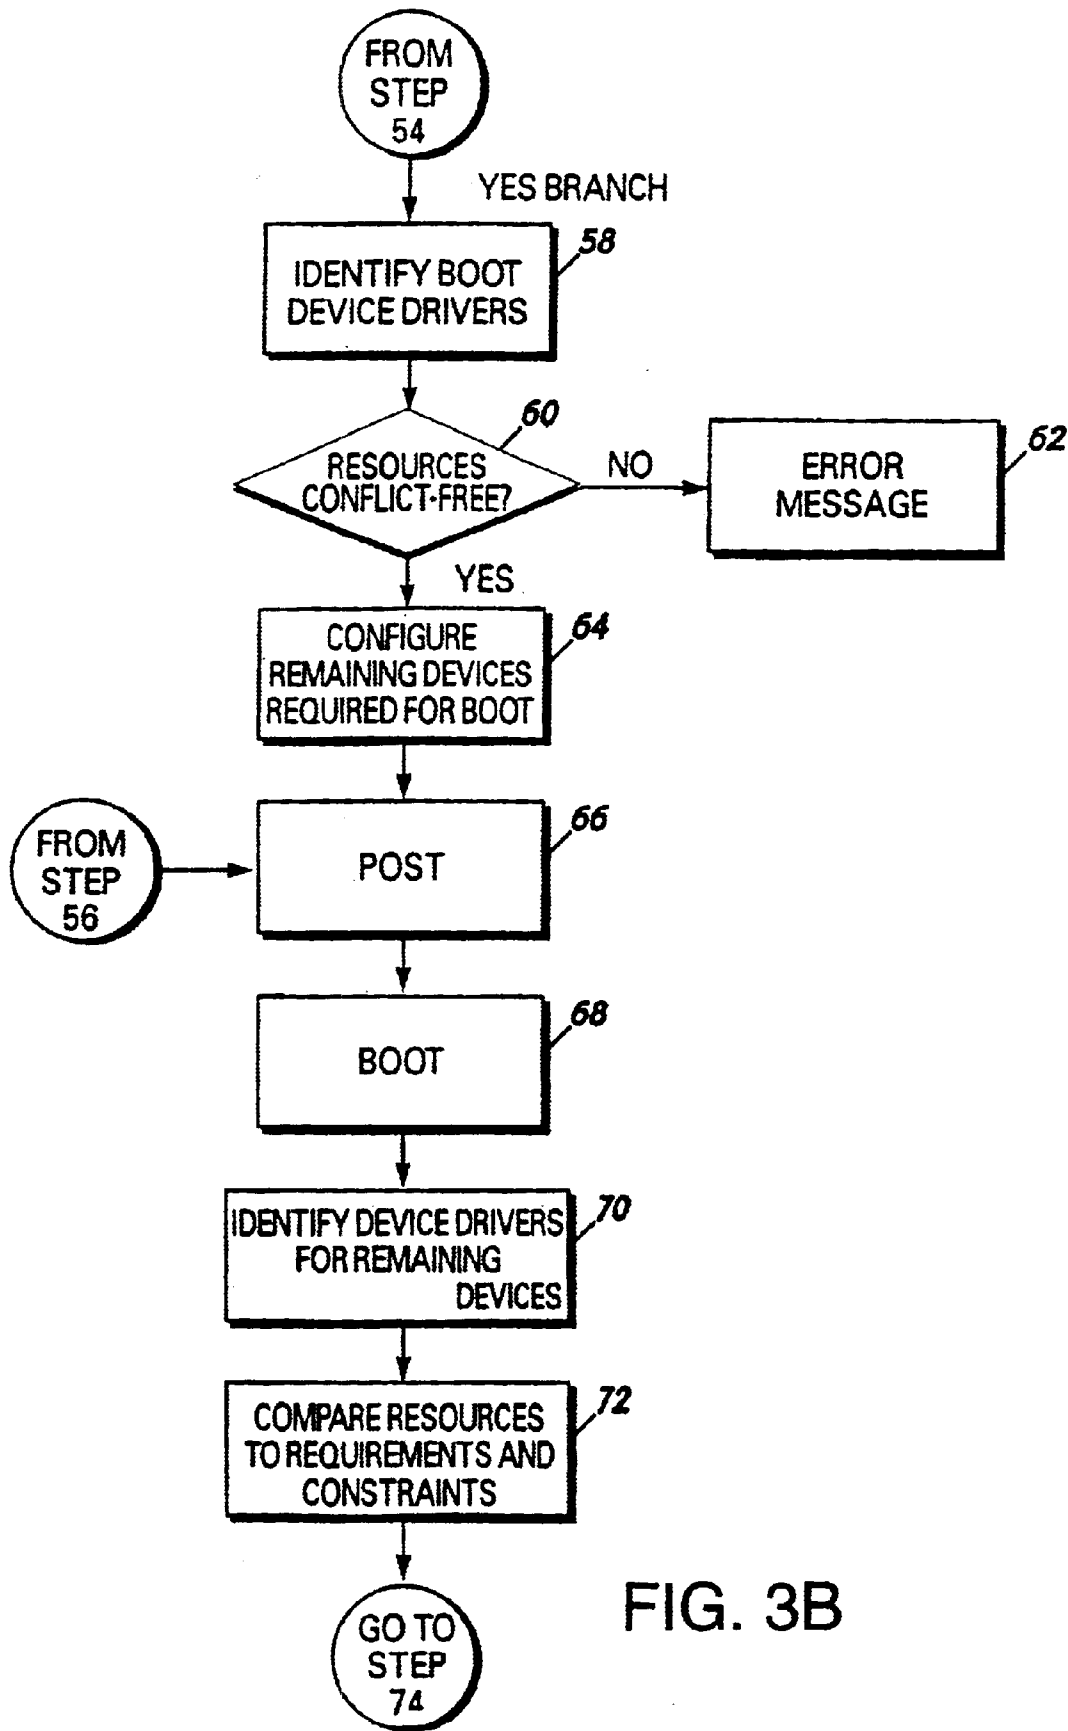 FROM
STEP
54
YES BRANCH
58
IDENTIFY BOOT
DEVICE DRIVERS
60
RESOURCES
CONFLICT-FREE?
NO
62
ERROR
MESSAGE
YES
64
CONFIGURE
REMAINING DEVICES
REQUIRED FOR BOOT
FROM
STEP
56
66
POST
68
BOOT
70
IDENTIFY DEVICE DRIVERS
FOR REMAINING
DEVICES
72
COMPARE RESOURCES
TO REQUIREMENTS AND
CONSTRAINTS
GO TO
STEP
74
FIG. 3B